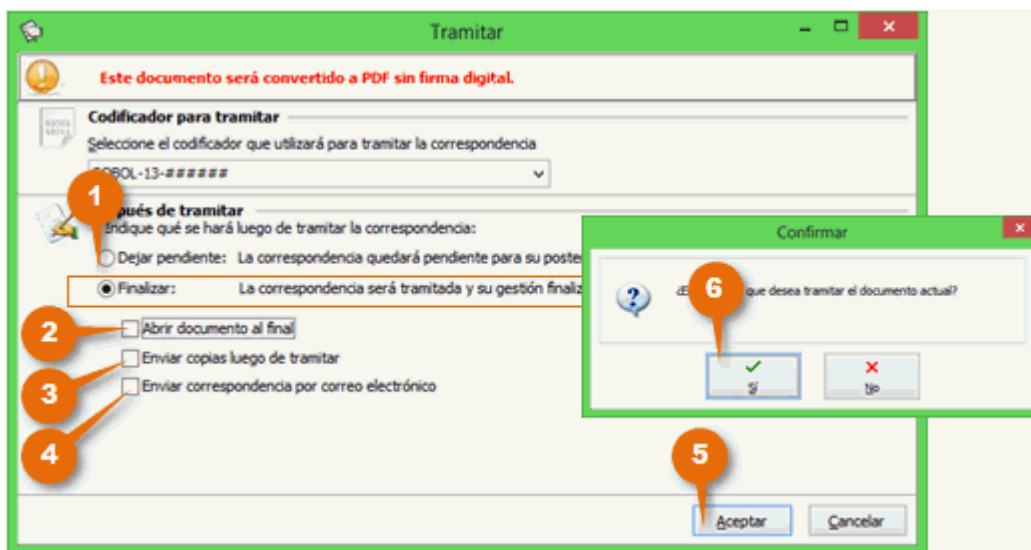 Tramitar
Este documento será convertido a PDF sin firma digital.
Codificador para tramitar
Seleccione el codificador que utilizará para tramitar la correspondencia
OBOL-13-######
1
pués de tramitar
ndique qué se hará luego de tramitar la correspondencia:
Dejar pendiente: La correspondencia quedará pendiente para su poste
Finalizar: La correspondencia será tramitada y su gestión finaliz
2
Abrir documento al final
3
Enviar copias luego de tramitar
4
Enviar correspondencia por correo electrónico
Confirmar
6
que desea tramitar el documento actual?
Sí
No
5
Aceptar
Cancelar